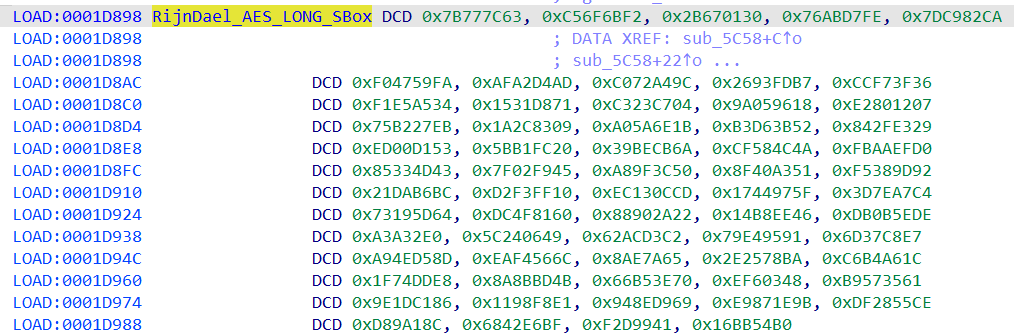 LOAD:0001D898 RijnDael_AES_LONG_SBox DCD 0x7B777C63, 0xC56F6BF2, 0x2B670130, 0x76ABD7FE, 0x7DC982CA
LOAD:0001D898 ; DATA XREF: sub_5C58+C↑o
LOAD:0001D898 ; sub_5C58+22↑o ...
LOAD:0001D8AC DCD 0xF04759FA, 0xAFA2D4AD, 0xC072A49C, 0x2693FDB7, 0xCCF73F36
LOAD:0001D8C0 DCD 0xF1E5A534, 0x1531D871, 0xC323C704, 0x9A059618, 0xE2801207
LOAD:0001D8D4 DCD 0x75B227EB, 0x1A2C8309, 0xA05A6E1B, 0xB3D63B52, 0x842FE329
LOAD:0001D8E8 DCD 0xED00D153, 0x5BB1FC20, 0x39BECB6A, 0xCF584C4A, 0xFBAAEFD0
LOAD:0001D8FC DCD 0x85334D43, 0x7F02F945, 0xA89F3C50, 0x8F40A351, 0xF5389D92
LOAD:0001D910 DCD 0x21DAB6BC, 0xD2F3FF10, 0xEC130CCD, 0x1744975F, 0x3D7EA7C4
LOAD:0001D924 DCD 0x73195D64, 0xDC4F8160, 0x88902A22, 0x14B8EE46, 0xDB0B5EDE
LOAD:0001D938 DCD 0xA3A32E0, 0x5C240649, 0x62ACD3C2, 0x79E49591, 0x6D37C8E7
LOAD:0001D94C DCD 0xA94ED58D, 0xEAF4566C, 0x8AE7A65, 0x2E2578BA, 0xC6B4A61C
LOAD:0001D960 DCD 0x1F74DDE8, 0x8A8BBD4B, 0x66B53E70, 0xEF60348, 0xB9573561
LOAD:0001D974 DCD 0x9E1DC186, 0x1198F8E1, 0x948ED969, 0xE9871E9B, 0xDF2855CE
LOAD:0001D988 DCD 0xD89A18C, 0x6842E6BF, 0xF2D9941, 0x16BB54B0